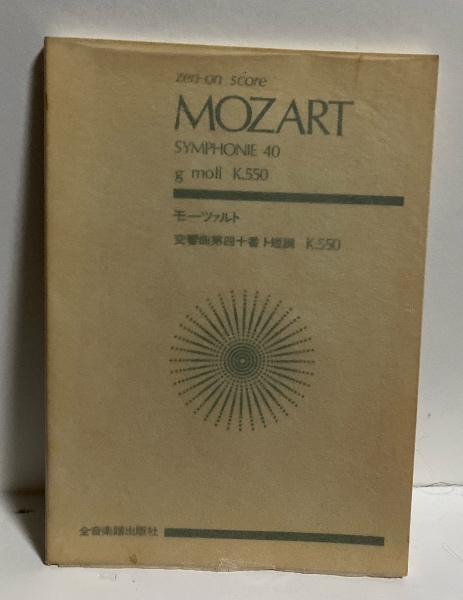 zen-on score
MOZART
SYMPHONIE 40
g moll K.550
モーツァルト
交響曲第四十番ト短調 K.550
全音楽譜出版社